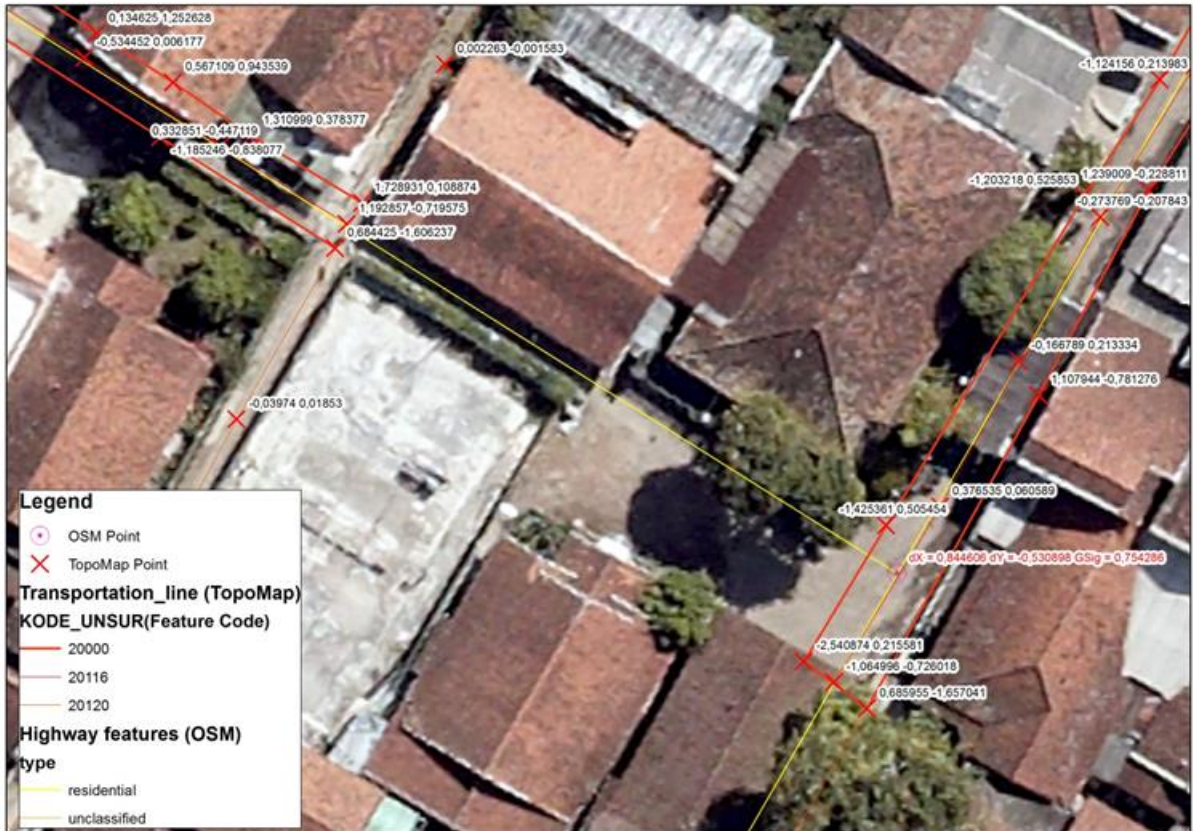 0,134625 1,252628
-0,534452 0,006177
0,567109 0,943539
0,002263 -0,001583
-1,124156 0,213983
1,310999 0,378377
0,332851 -0,447119
-1,185246 -0,838077
1,728931 0,108874
1,192857 -0,719575
0,684425 -1,606237
-1,203218 0,525853
1,239009 -0,228811
-0,273769 -0,207843
-0,166789 0,213334
1,107944 -0,781276
-0,03974 0,01853
0,376535 0,060589
-1,425361 0,505454
dX = 0,844606 dY = -0,530898 GSig = 0,754286
-2,540874 0,215581
-1,064996 -0,726018
0,685955 -1,657041
Legend
OSM Point
TopoMap Point
Transportation_line (TopoMap)
KODE_UNSUR(Feature Code)
20000
20116
20120
Highway features (OSM)
type
residential
unclassified